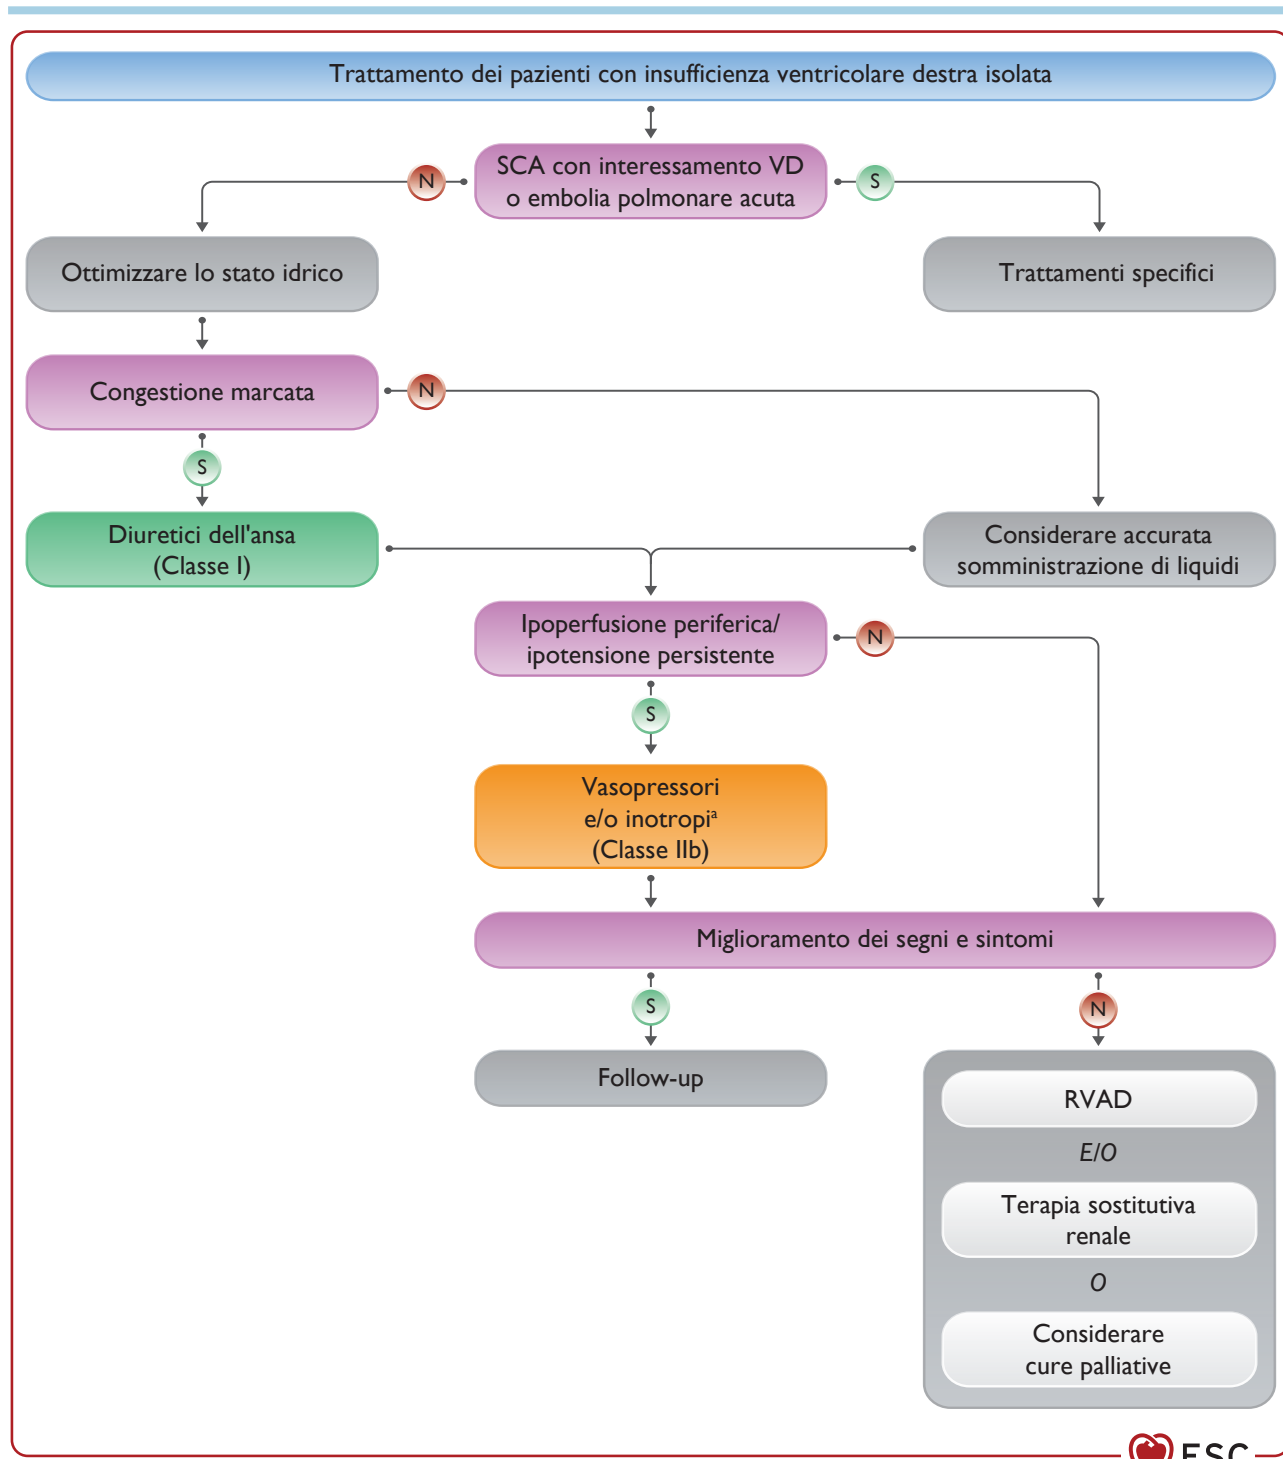 Trattamento dei pazienti con insufficienza ventricolare destra isolata
SCA con interessamento VD
o embolia polmonare acuta
N
S
Ottimizzare lo stato idrico
Trattamenti specifici
Congestione marcata
N
S
Diuretici dell'ansa
(Classe I)
Considerare accurata
somministrazione di liquidi
Ipoperfusione periferica/
ipotensione persistente
N
S
Vasopressori
e/o inotropiᵃ
(Classe IIb)
Miglioramento dei segni e sintomi
S
N
Follow-up
RVAD
E/O
Terapia sostitutiva
renale
O
Considerare
cure palliative
ESC